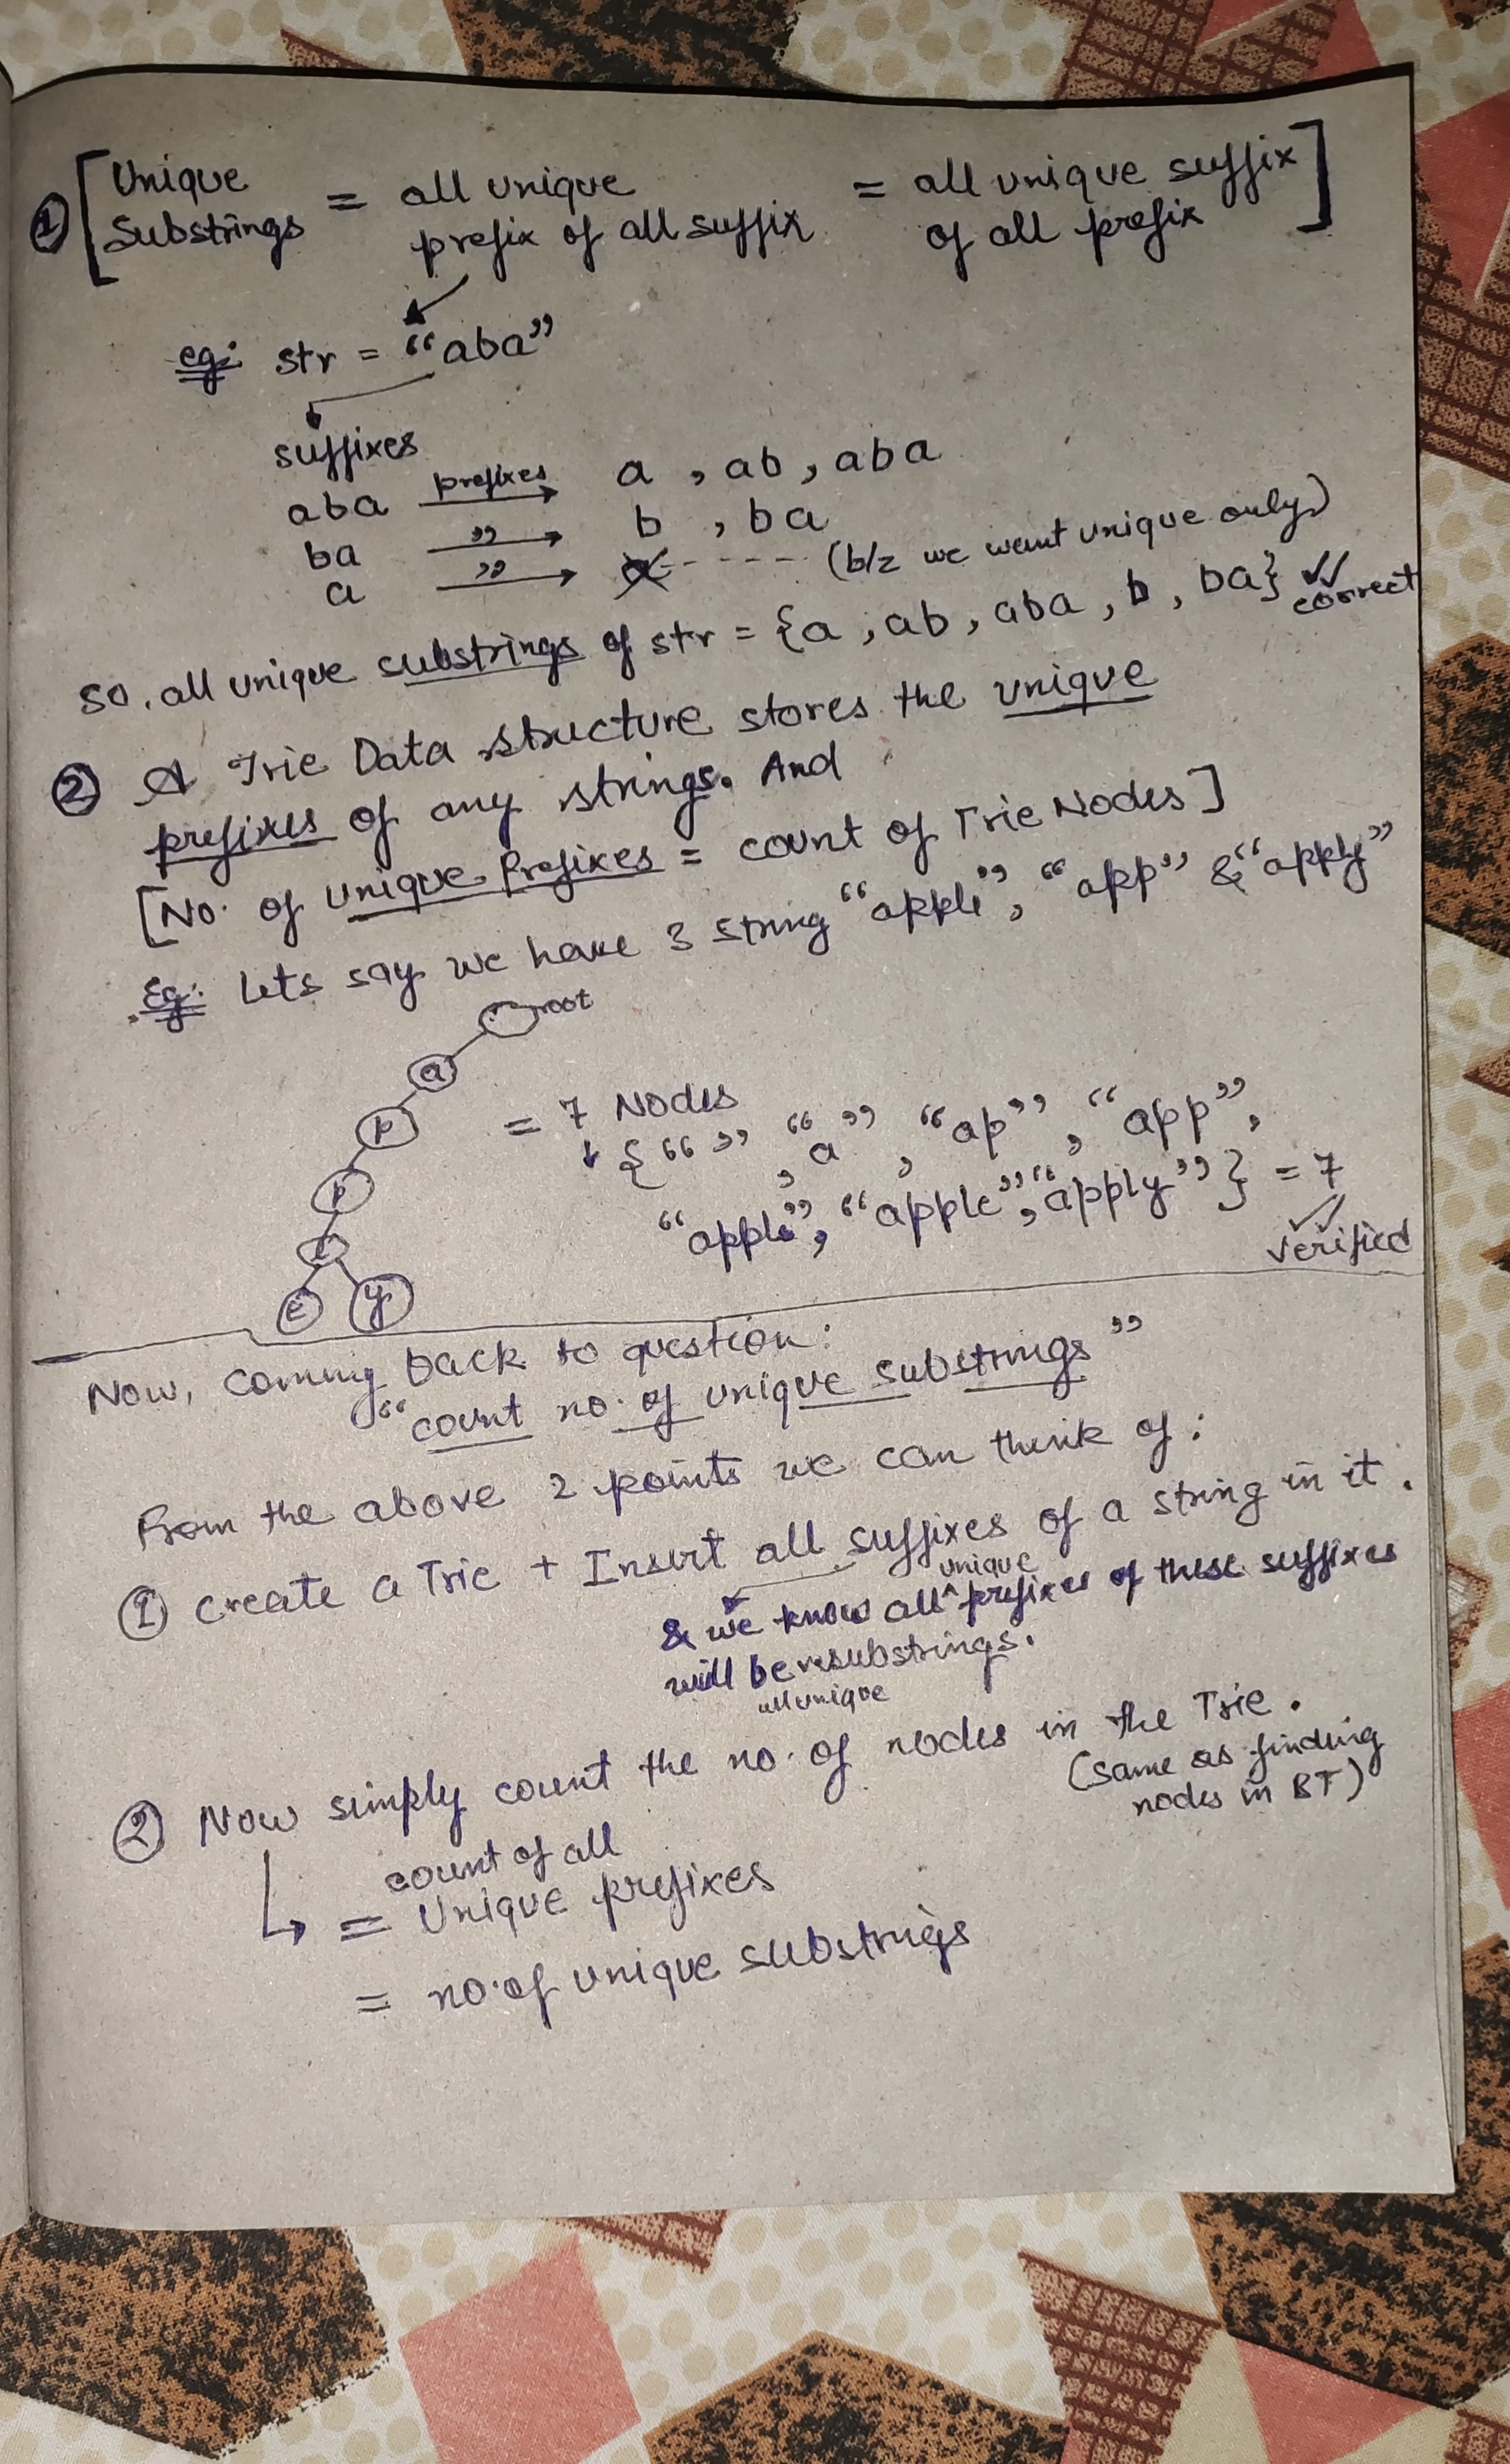 ① [Unique Substrings = all unique prefix of all suffix = all unique suffix of all prefix]
eg: str = "aba"
suffixes
aba prefixes → a, ab, aba
ba " → b, ba
a " → a ---- (b/z we want unique only)
so, all unique substrings of str = {a, ab, aba, b, ba} ✓✓ correct
② A Trie Data structure stores the unique
prefixes of any strings. And
[No. of unique Prefixes = count of Trie Nodes]
Eg: Lets say we have 3 string "apple", "app" & "apply"
root
a
p
p
l
e y
= 7 Nodes
↓ {" ", "a", "ap", "app",
"appl", "apple", "apply"} = 7
✓✓ verified
Now, coming back to question:
"count no. of unique substrings"
From the above 2 points we can think of:
① create a Trie + Insert all suffixes of a string in it.
& we know all ^unique prefixes of these suffixes
will be substrings.
all unique
② Now simply count the no. of nodes in the Trie.
(same as finding
nodes in BT)
↳ = count of all Unique prefixes
= no. of unique substrings